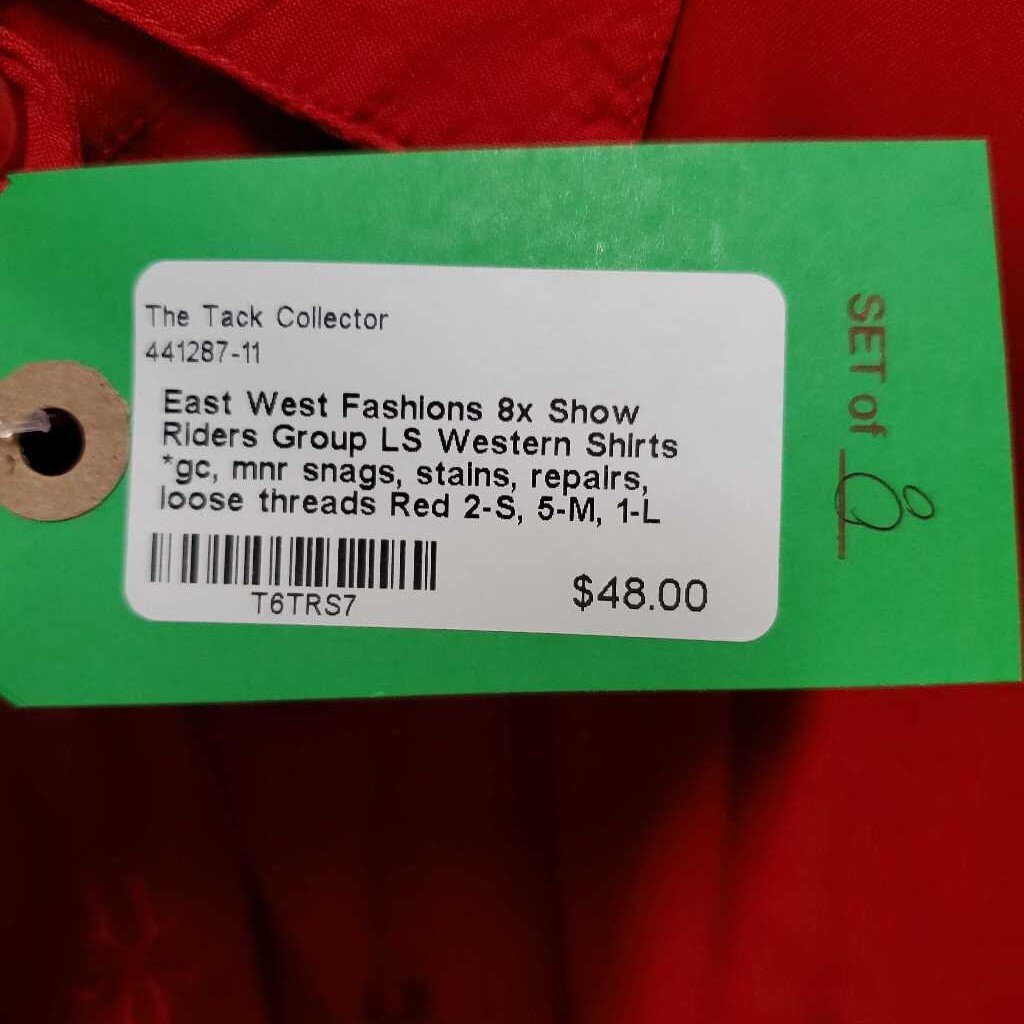 The Tack Collector
441287-11
East West Fashions 8x Show
Riders Group LS Western Shirts
*gc, mnr snags, stains, repairs,
loose threads Red 2-S, 5-M, 1-L
T6TRS7
$48.00
SET of 8